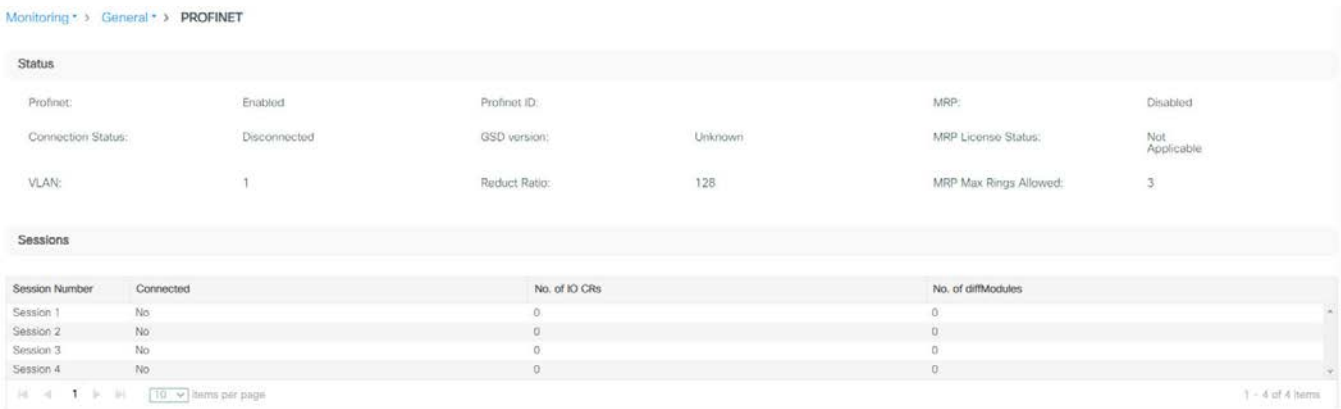 Monitoring > General > PROFINET
Status
Profinet: Enabled Profinet ID: MRP: Disabled
Connection Status: Disconnected GSD version: Unknown MRP License Status: Not Applicable
VLAN: 1 Reduct Ratio: 128 MRP Max Rings Allowed: 3
Sessions
Session Number Connected No. of IO CRs No. of diffModules
Session 1 No 0 0
Session 2 No 0 0
Session 3 No 0 0
Session 4 No 0 0
1 10 items per page 1 - 4 of 4 items